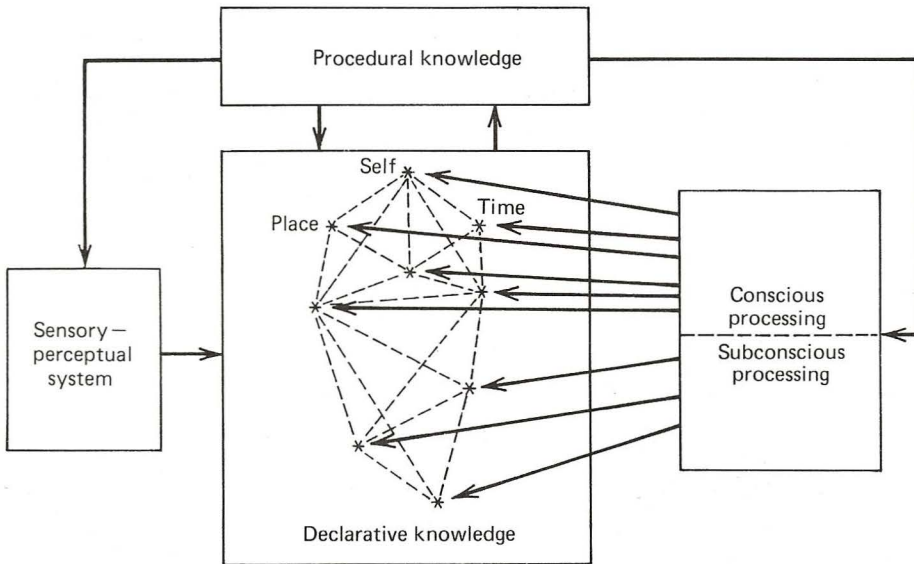 Procedural knowledge
Self
Time
Place
Sensory—
perceptual
system
Conscious
processing
Subconscious
processing
Declarative knowledge